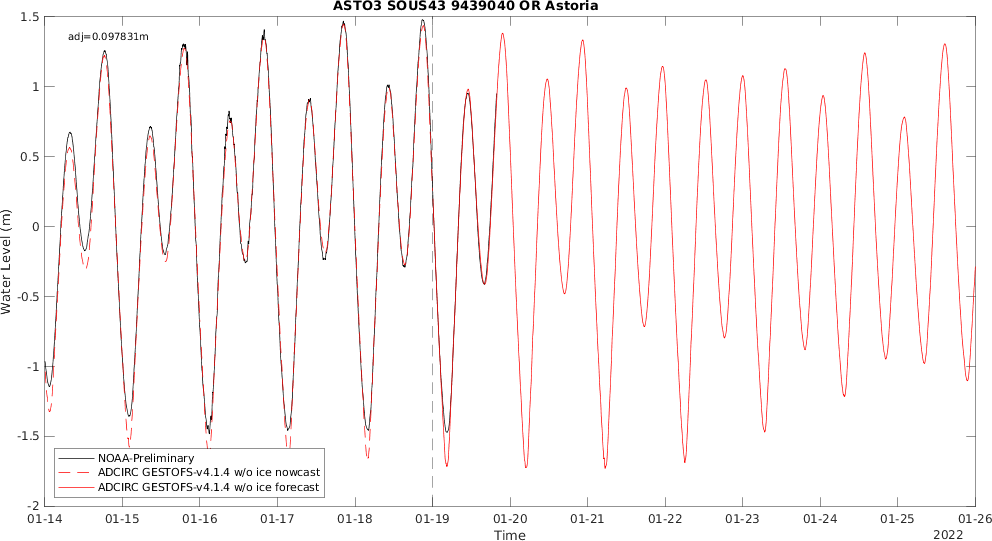 ASTO3 SOUS43 9439040 OR Astoria
adj=0.097831m
1.5
1
0.5
0
-0.5
-1
-1.5
-2
Water Level (m)
NOAA-Preliminary
ADCIRC GESTOFS-v4.1.4 w/o ice nowcast
ADCIRC GESTOFS-v4.1.4 w/o ice forecast
01-14 01-15 01-16 01-17 01-18 01-19 01-20 01-21 01-22 01-23 01-24 01-25 01-26
Time
2022